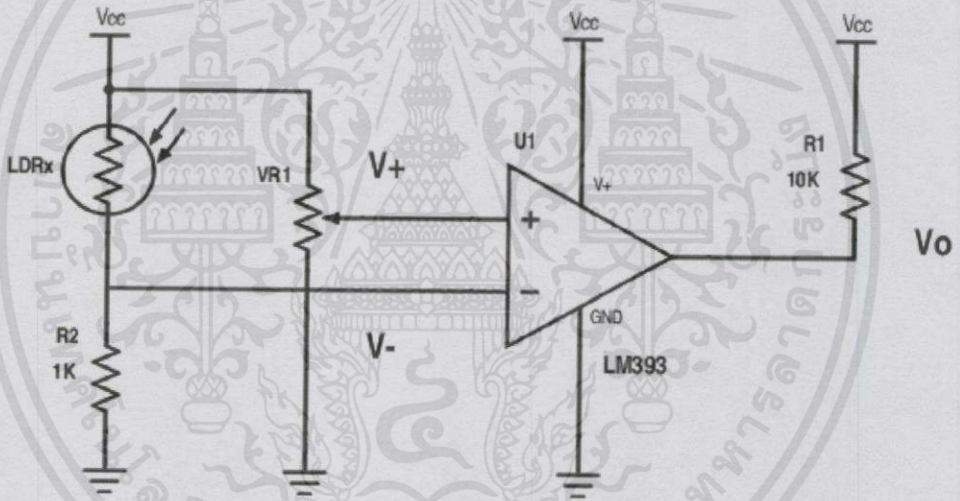 Vcc
Vcc
Vcc
LDRx
VR1
V+
U1
V+
R1
10K
+
−
Vo
GND
R2
1K
V-
LM393